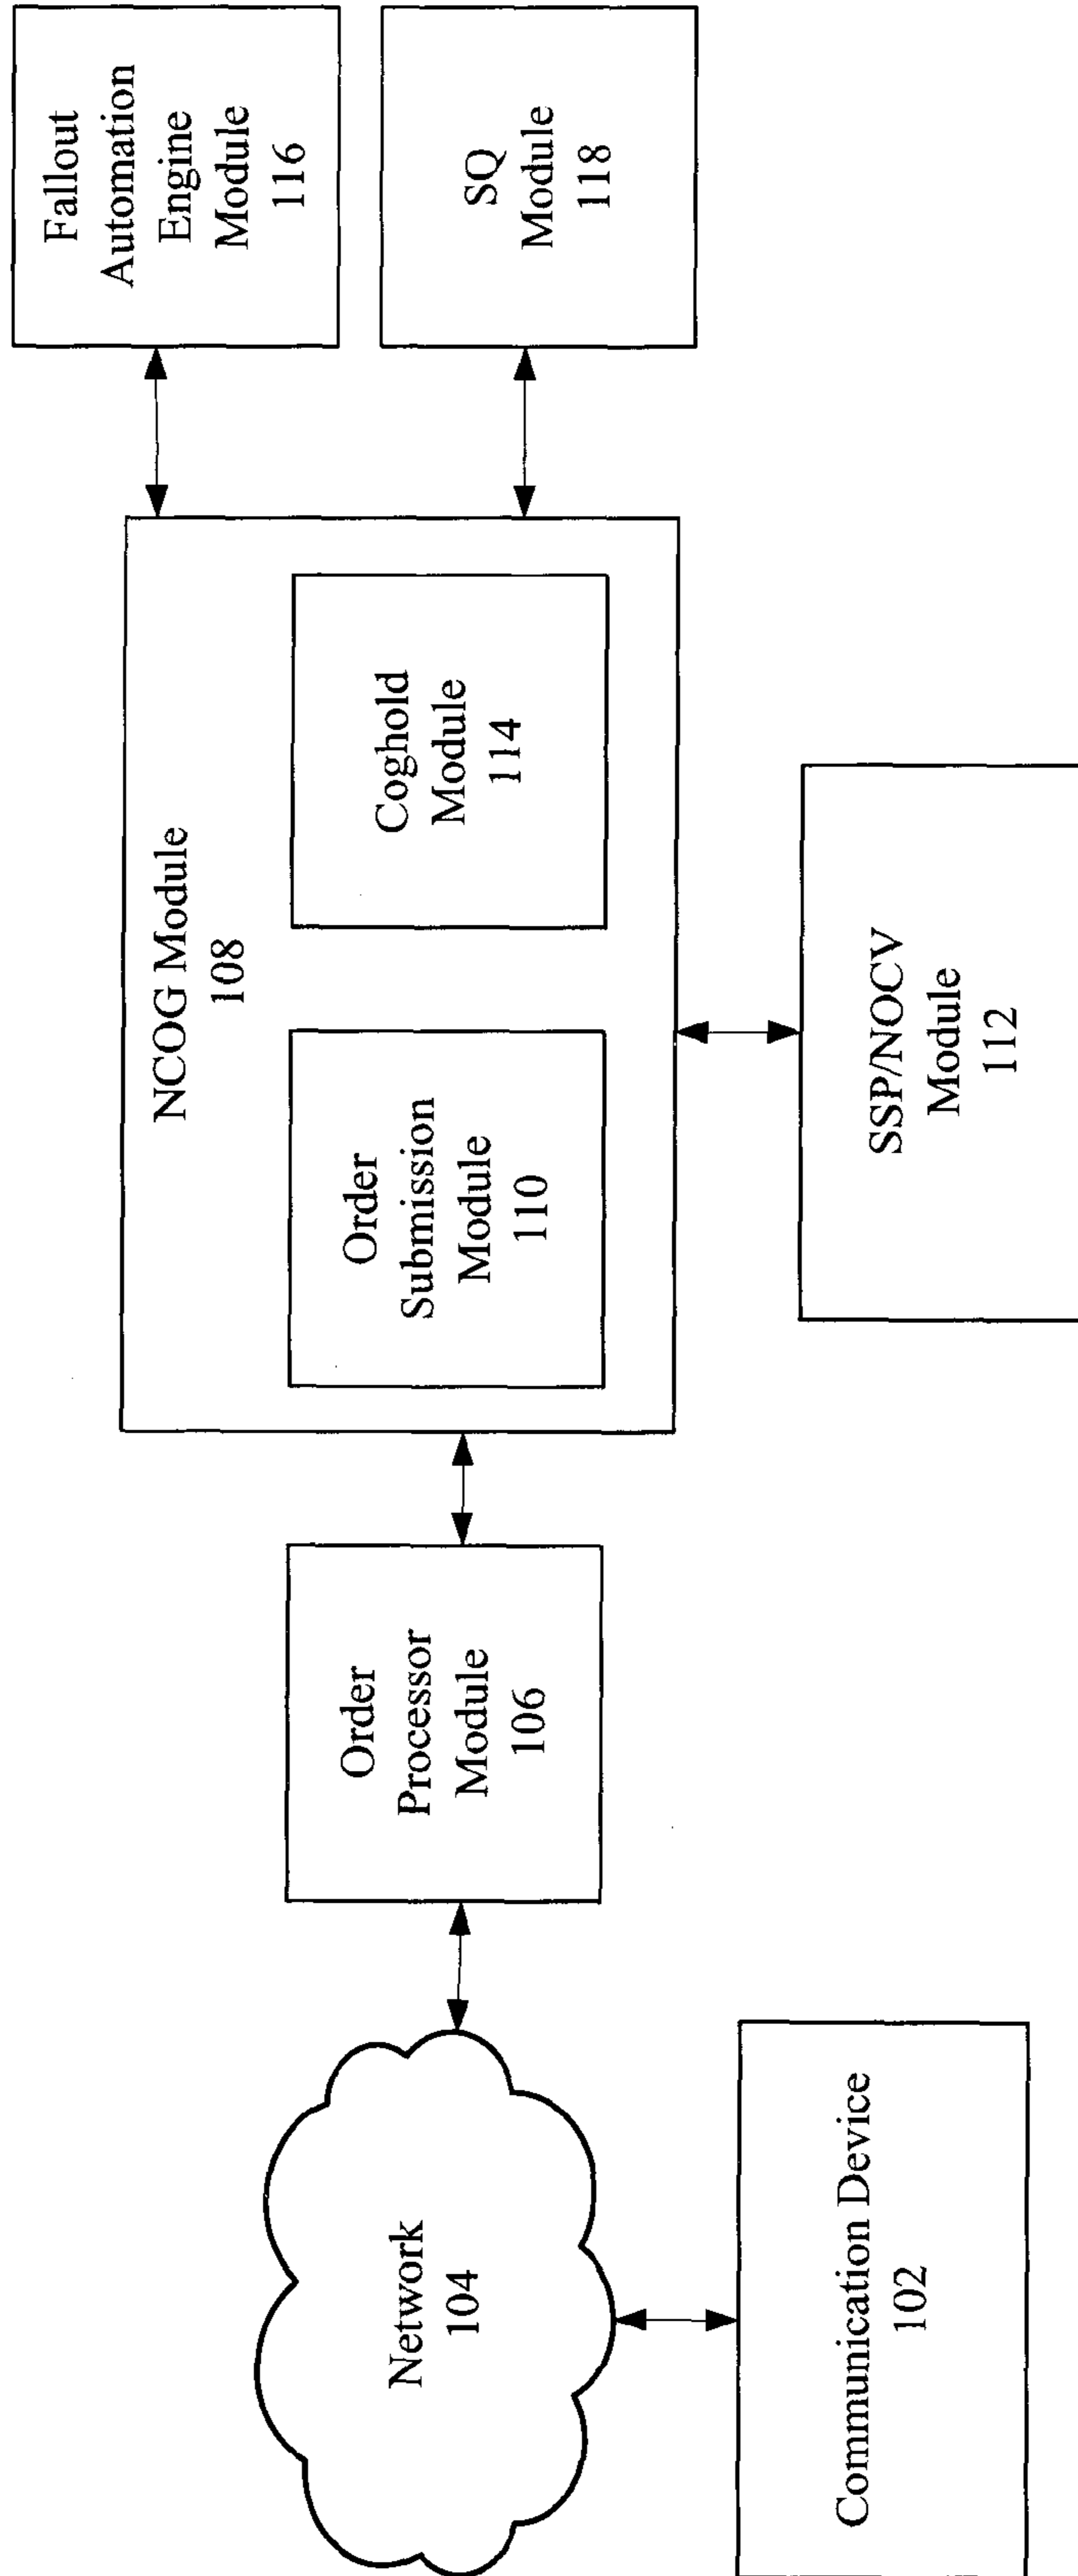 Fallout
Automation
Engine
Module
116
SQ
Module
118
NCOG Module
108
Coghold
Module
114
Order
Submission
Module
110
SSP/NOCV
Module
112
Order
Processor
Module
106
Network
104
Communication Device
102